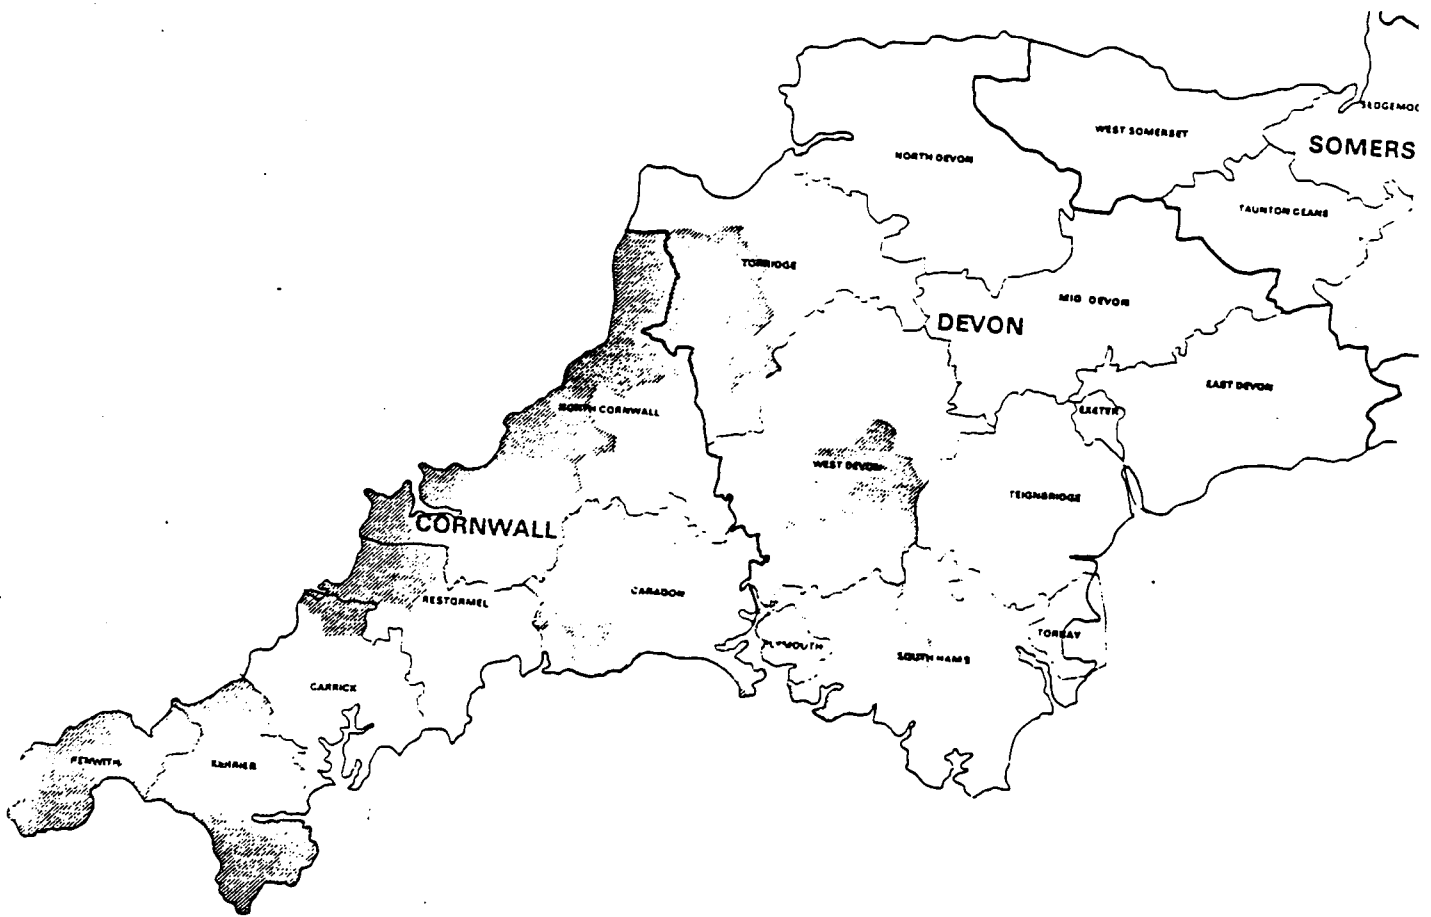 SEDGEMOO
WEST SOMERSET
SOMERS
NORTH DEVON
TAUNTON DEANE
TORRIDGE
MID DEVON
DEVON
EAST DEVON
NORTH CORNWALL
EXETER
WEST DEVON
TEIGNBRIDGE
CORNWALL
CARADON
RESTORMEL
TORBAY
PLYMOUTH
SOUTH HAMS
CARRICK
PENWITH
KERRIER